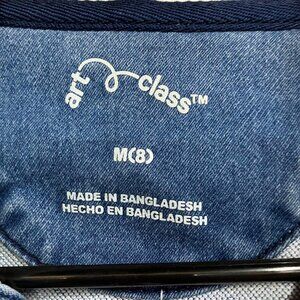 art class™
M(8)
MADE IN BANGLADESH
HECHO EN BANGLADESH